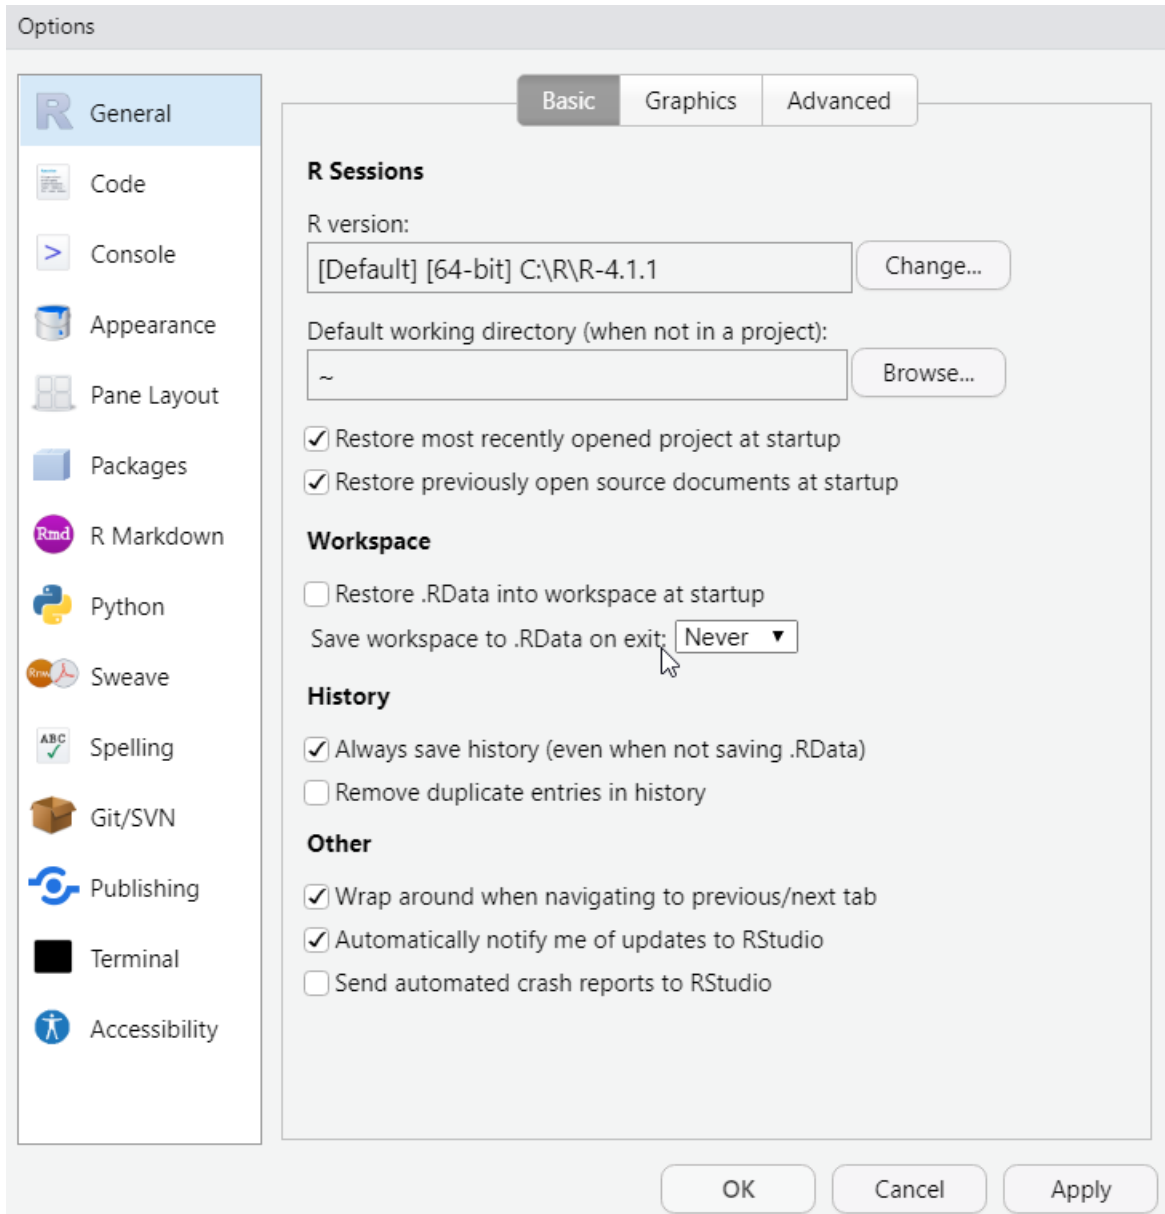 Options
General
Code
Console
Appearance
Pane Layout
Packages
Rmd R Markdown
Python
Rnw Sweave
ABC Spelling
Git/SVN
Publishing
Terminal
Accessibility
Basic Graphics Advanced
R Sessions
R version:
[Default] [64-bit] C:\R\R-4.1.1 Change...
Default working directory (when not in a project):
~ Browse...
Restore most recently opened project at startup
Restore previously open source documents at startup
Workspace
Restore .RData into workspace at startup
Save workspace to .RData on exit: Never
History
Always save history (even when not saving .RData)
Remove duplicate entries in history
Other
Wrap around when navigating to previous/next tab
Automatically notify me of updates to RStudio
Send automated crash reports to RStudio
OK Cancel Apply